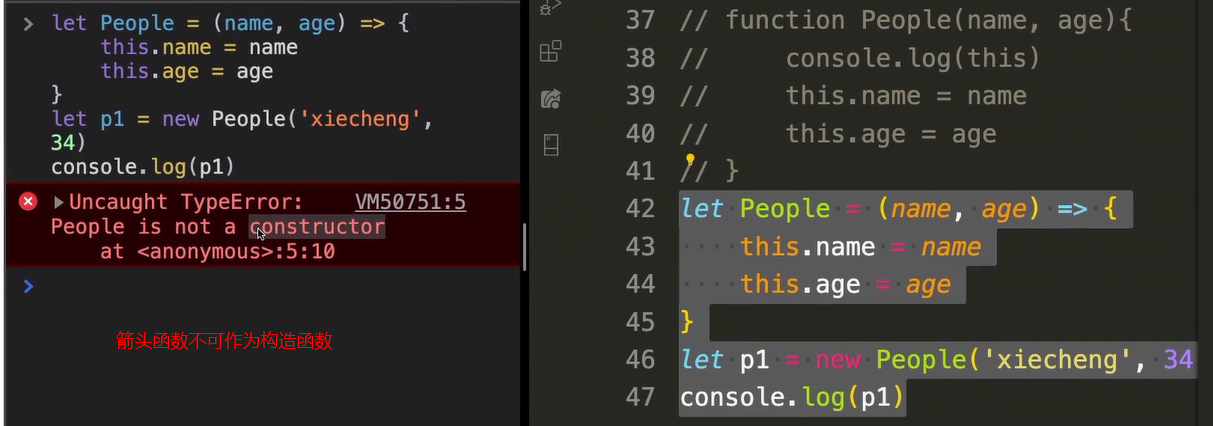 let People = (name, age) => {
this.name = name
this.age = age
}
let p1 = new People('xiecheng',
34)
console.log(p1)
Uncaught TypeError: VM50751:5
People is not a constructor
at <anonymous>:5:10
箭头函数不可作为构造函数
37 // function People(name, age){
38 // console.log(this)
39 // this.name = name
40 // this.age = age
41 // }
42 let People = (name, age) => {
43 this.name = name
44 this.age = age
45 }
46 let p1 = new People('xiecheng', 34
47 console.log(p1)